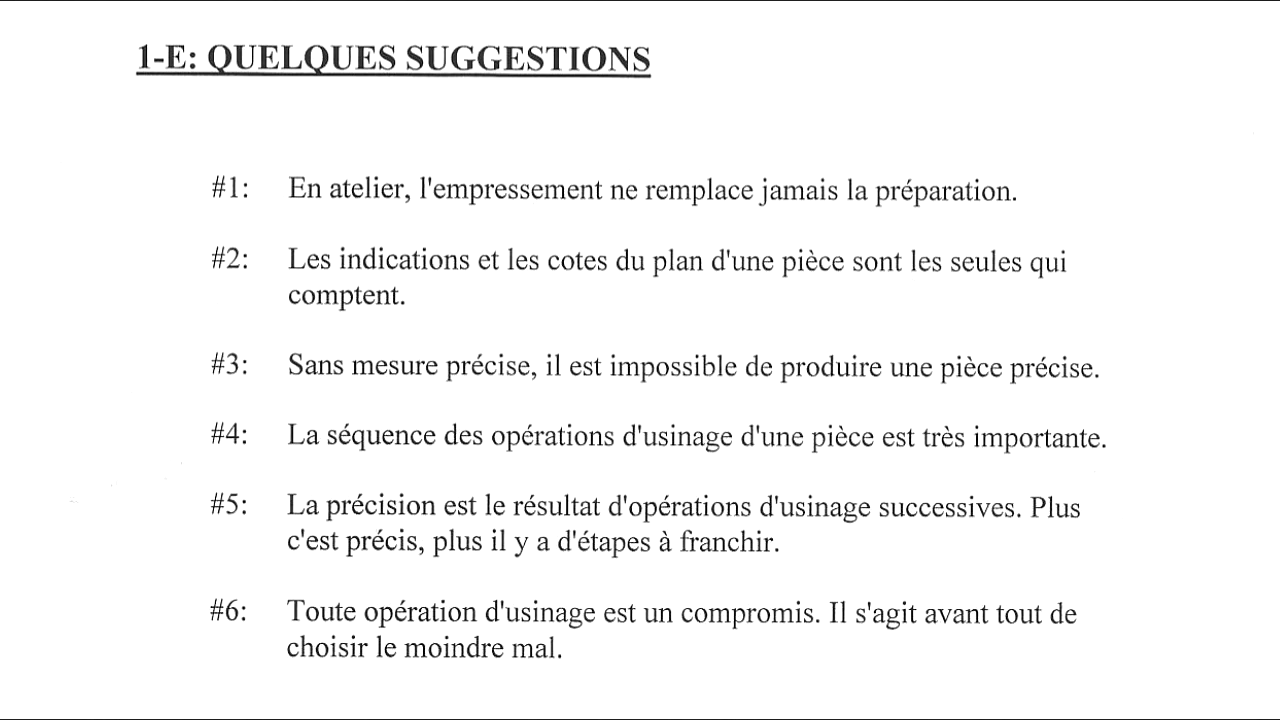 1-E: QUELQUES SUGGESTIONS
#1: En atelier, l'empressement ne remplace jamais la préparation.
#2: Les indications et les cotes du plan d'une pièce sont les seules qui
comptent.
#3: Sans mesure précise, il est impossible de produire une pièce précise.
#4: La séquence des opérations d'usinage d'une pièce est très importante.
#5: La précision est le résultat d'opérations d'usinage successives. Plus
c'est précis, plus il y a d'étapes à franchir.
#6: Toute opération d'usinage est un compromis. Il s'agit avant tout de
choisir le moindre mal.